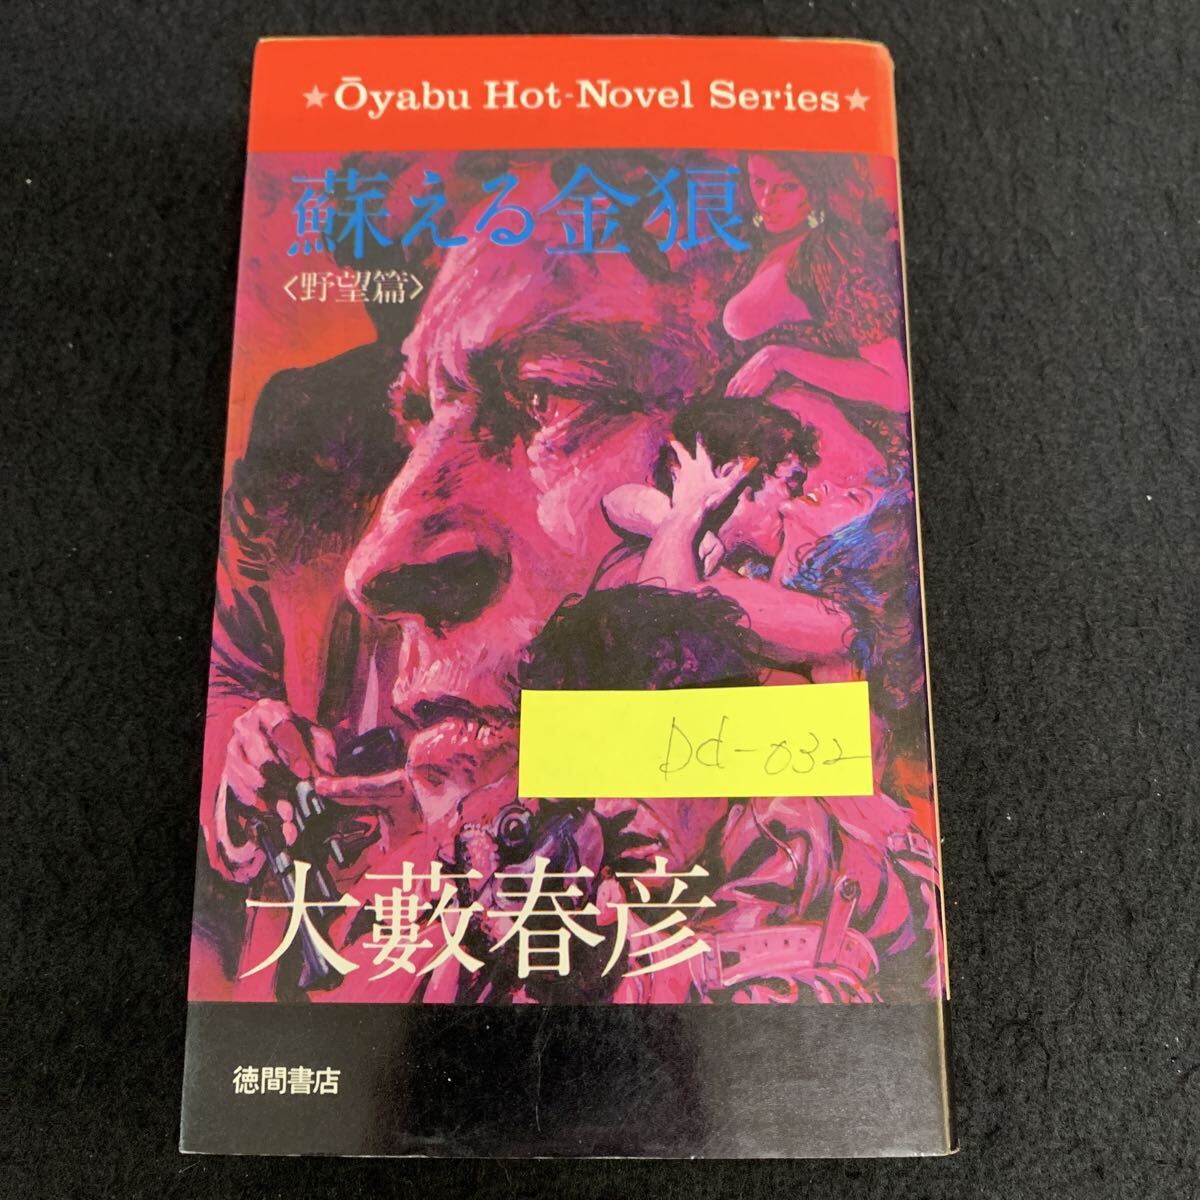 ★Ōyabu Hot-Novel Series★
蘇える金狼
〈野望篇〉
Dd-032
大藪春彦
徳間書店